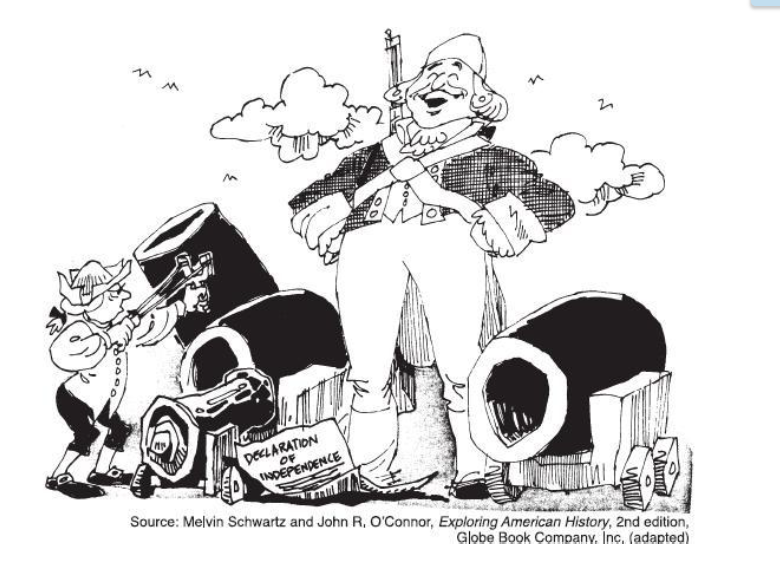 DECLARATION
OF
INDEPENDENCE
Source: Melvin Schwartz and John R, O'Connor, Exploring American History, 2nd edition,
Globe Book Company, Inc, (adapted)